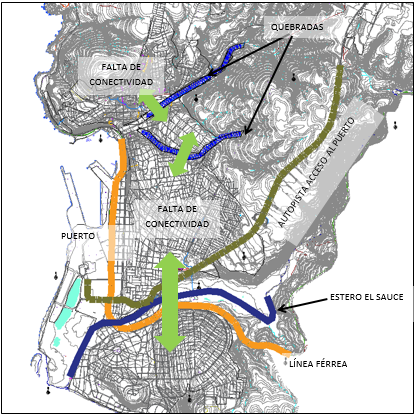 QUEBRADAS
FALTA DE
CONECTIVIDAD
AUTOPISTA ACCESO AL PUERTO
FALTA DE
CONECTIVIDAD
PUERTO
ESTERO EL SAUCE
LÍNEA FÉRREA